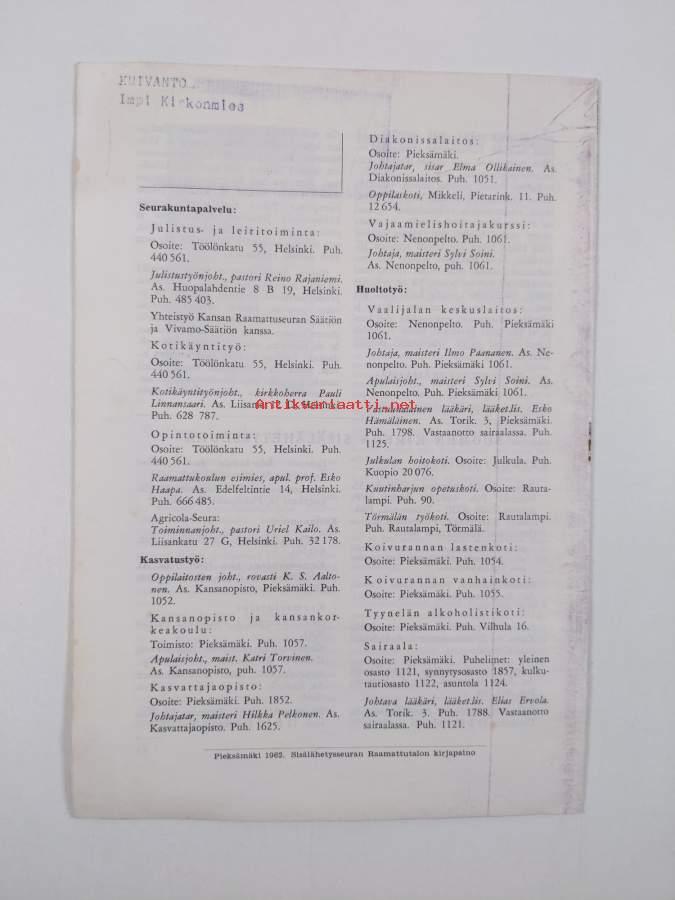 KUIVANTO
Impi Kirkonmies
Seurakuntapalvelu:
Julistus- ja leiritoiminta:
Osoite: Töölönkatu 55, Helsinki. Puh.
440 561.
Julistustyönjoht., pastori Reino Rajaniemi.
As. Huopalahdentie 8 B 19, Helsinki.
Puh. 485 403.
Yhteistyö Kansan Raamattuseuran Säätiön
ja Vivamo-Säätiön kanssa.
Kotikäyntityö:
Osoite: Töölönkatu 55, Helsinki. Puh.
440 561.
Kotikäyntityönjoht., kirkkoherra Pauli
Linnansaari. As. Liisank.
Puh. 628 787.
Opintotoiminta:
Osoite: Töölönkatu 55, Helsinki. Puh.
440 561.
Raamattukoulun esimies, apul. prof. Esko
Haapa. As. Edelfeltintie 14, Helsinki.
Puh. 666 485.
Agricola-Seura:
Toiminnanjoht., pastori Uriel Kailo. As.
Liisankatu 27 G, Helsinki. Puh. 32 178.
Kasvatustyö:
Oppilaitosten joht., rovasti K. S. Aalto-
nen. As. Kansanopisto, Pieksämäki. Puh.
1052.
Kansanopisto ja kansankor-
keakoulu:
Toimisto: Pieksämäki. Puh. 1057.
Apulaisjoht., maist. Katri Torvinen.
As. Kansanopisto, puh. 1057.
Kasvattajaopisto:
Osoite: Pieksämäki. Puh. 1852.
Johtajatar, maisteri Hilkka Pelkonen. As.
Kasvattajaopisto. Puh. 1625.
Diakonissalaitos:
Osoite: Pieksämäki.
Johtajatar, sisar Elma Ollikainen. As.
Diakonissalaitos. Puh. 1051.
Oppilaskoti, Mikkeli, Pietarink. 11. Puh.
12 654.
Vajaamielishoitajakurssi:
Osoite: Nenonpelto. Puh. 1061.
Johtaja, maisteri Sylvi Soini.
As. Nenonpelto, puh. 1061.
Huoltotyö:
Vaalijalan keskuslaitos:
Osoite: Nenonpelto. Puh. Pieksämäki
1061.
Johtaja, maisteri Ilmo Paananen. As. Ne-
nonpelto. Puh. Pieksämäki 1061.
Apulaisjoht., maisteri Sylvi Soini. As.
Nenonpelto. Puh. Pieksämäki 1061.
Antikvariaatti.net
Vastuunalainen lääkäri, lääket.lis. Esko
Hämäläinen. As. Torik. 3, Pieksämäki.
Puh. 1798. Vastaanotto sairaalassa. Puh.
1125.
Julkulan hoitokoti. Osoite: Julkula. Puh.
Kuopio 20 076.
Kuutinharjun opetuskoti. Osoite: Rauta-
lampi. Puh. 90.
Törmälän työkoti. Osoite: Rautalampi.
Puh. Rautalampi, Törmälä.
Koivurannan lastenkoti:
Osoite: Pieksämäki. Puh. 1054.
Koivurannan vanhainkoti:
Osoite: Pieksämäki. Puh. 1055.
Tyynelän alkoholistikoti:
Osoite: Pieksämäki. Puh. Vilhula 16.
Sairaala:
Osoite: Pieksämäki. Puhelimet: yleinen
osasto 1121, synnytysosasto 1857, kulku-
tautiosasto 1122, asuntola 1124.
Johtava lääkäri, lääket.lis. Elias Ervola.
As. Torik. 3. Puh. 1788. Vastaanotto
sairaalassa. Puh. 1121.
Pieksämäki 1962. Sisälähetysseuran Raamattutalon kirjapaino